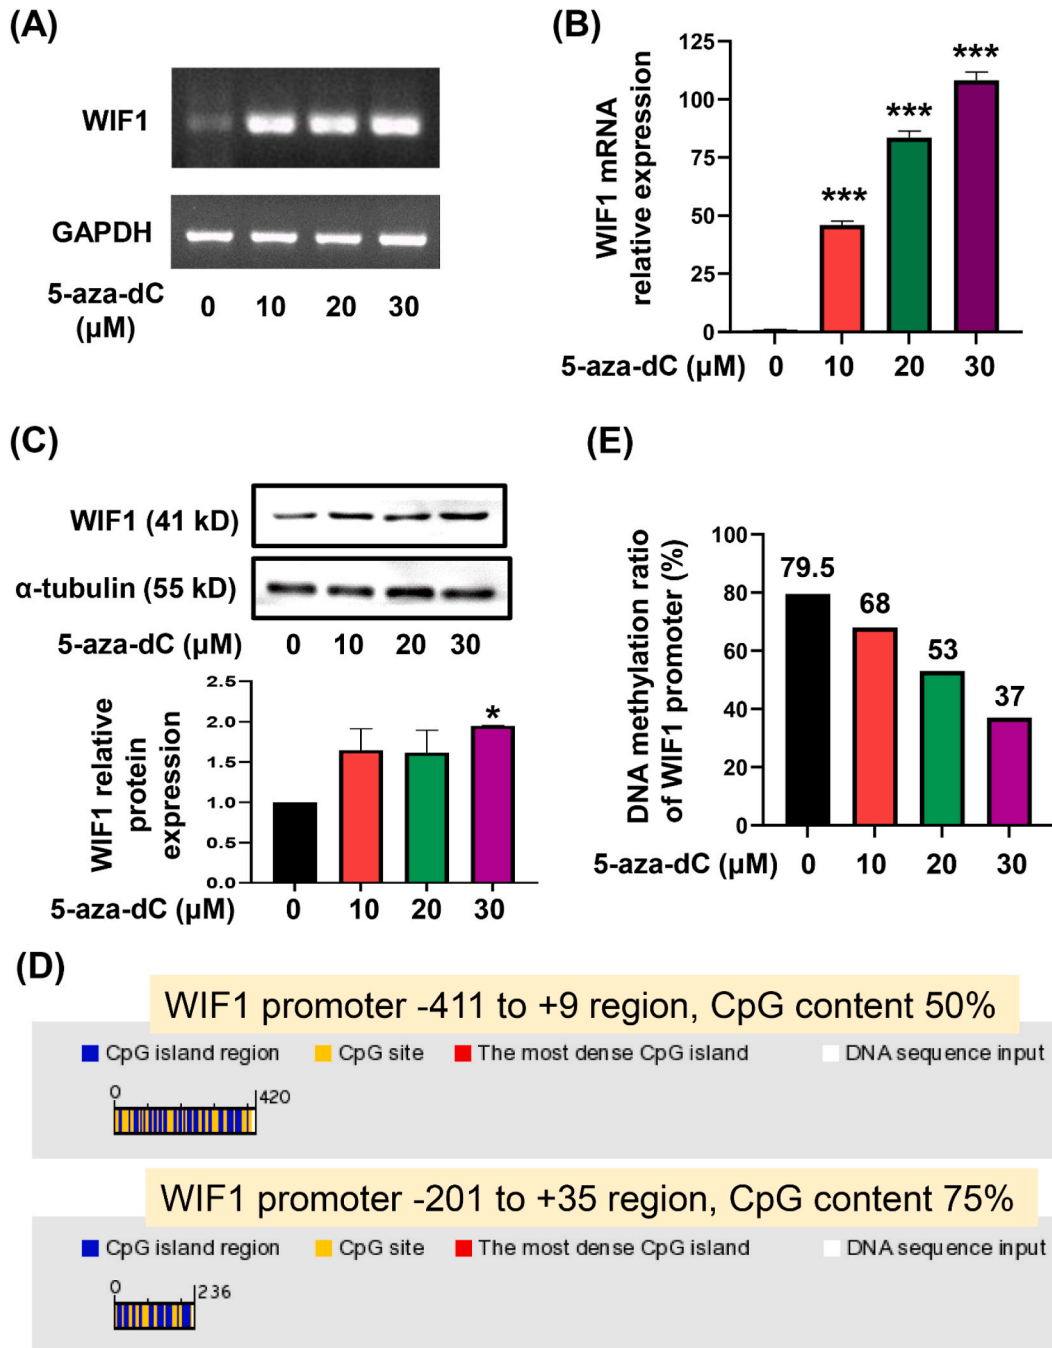 (A)
WIF1
GAPDH
5-aza-dC
(µM)
0 10 20 30
(B)
WIF1 mRNA
relative expression
125
100
75
50
25
0
***
***
***
5-aza-dC (µM) 0 10 20 30
(C)
WIF1 (41 kD)
α-tubulin (55 kD)
5-aza-dC (µM) 0 10 20 30
WIF1 relative
protein
expression
2.5
2.0
1.5
1.0
0.5
0.0
*
5-aza-dC (µM) 0 10 20 30
(E)
DNA methylation ratio
of WIF1 promoter (%)
100
80
60
40
20
0
79.5
68
53
37
5-aza-dC (µM) 0 10 20 30
(D)
WIF1 promoter -411 to +9 region, CpG content 50%
CpG island region CpG site The most dense CpG island DNA sequence input
0 420
WIF1 promoter -201 to +35 region, CpG content 75%
CpG island region CpG site The most dense CpG island DNA sequence input
0 236